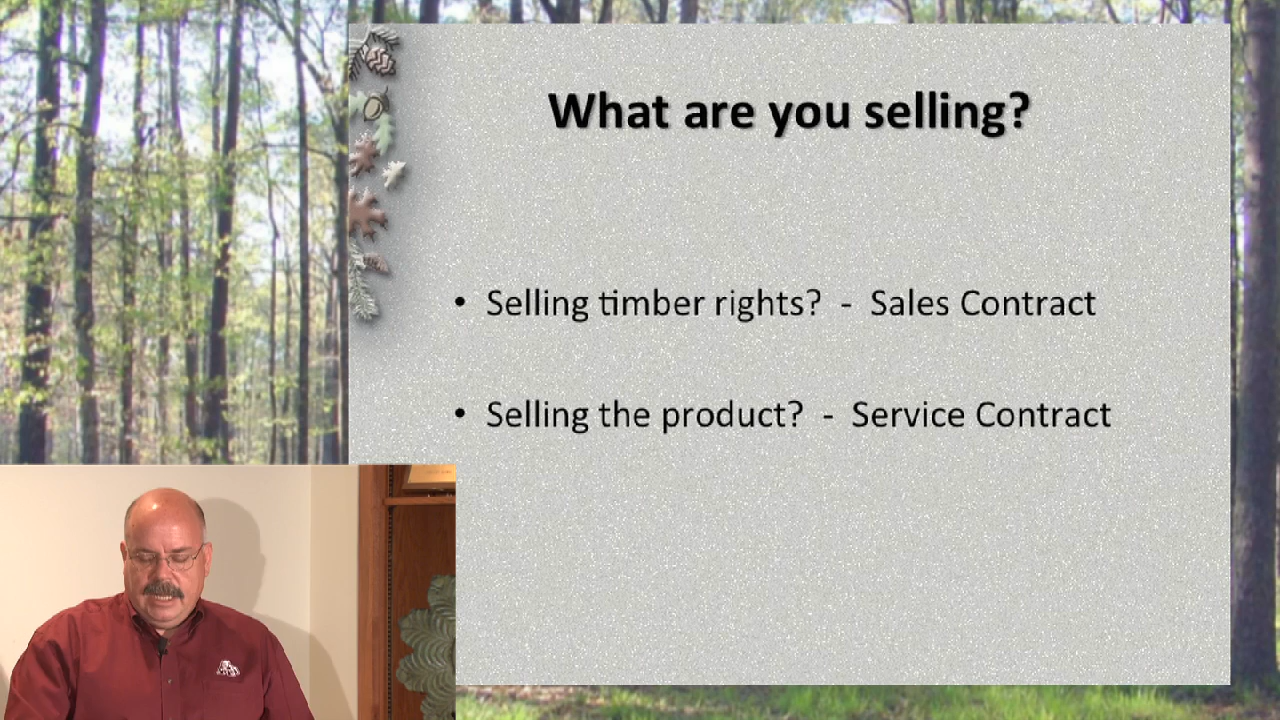 What are you selling?
• Selling timber rights? - Sales Contract
• Selling the product? - Service Contract